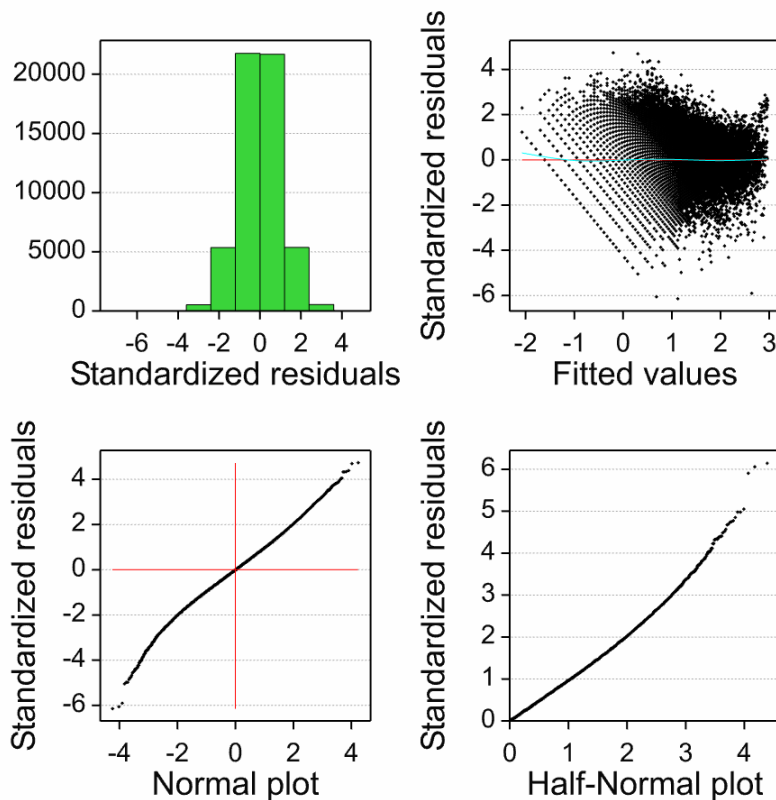 20000
15000
10000
5000
0
-6 -4 -2 0 2 4
Standardized residuals
Standardized residuals
4
2
0
-2
-4
-6
-2 -1 0 1 2 3
Fitted values
Standardized residuals
4
2
0
-2
-4
-6
-4 -2 0 2 4
Normal plot
Standardized residuals
6
5
4
3
2
1
0
0 1 2 3 4
Half-Normal plot